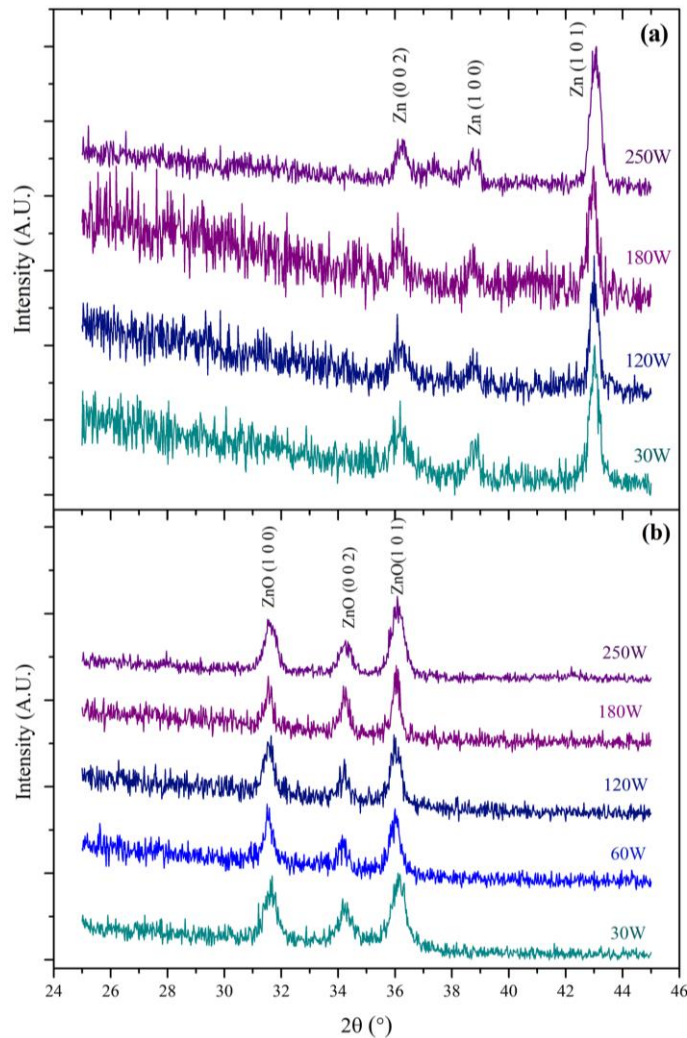 (a)
Zn (0 0 2)
Zn (1 0 0)
Zn (1 0 1)
250W
180W
120W
30W
Intensity (A.U.)
(b)
ZnO (1 0 0)
ZnO (0 0 2)
ZnO(1 0 1)
250W
180W
120W
60W
30W
Intensity (A.U.)
24 26 28 30 32 34 36 38 40 42 44 46
2θ (°)